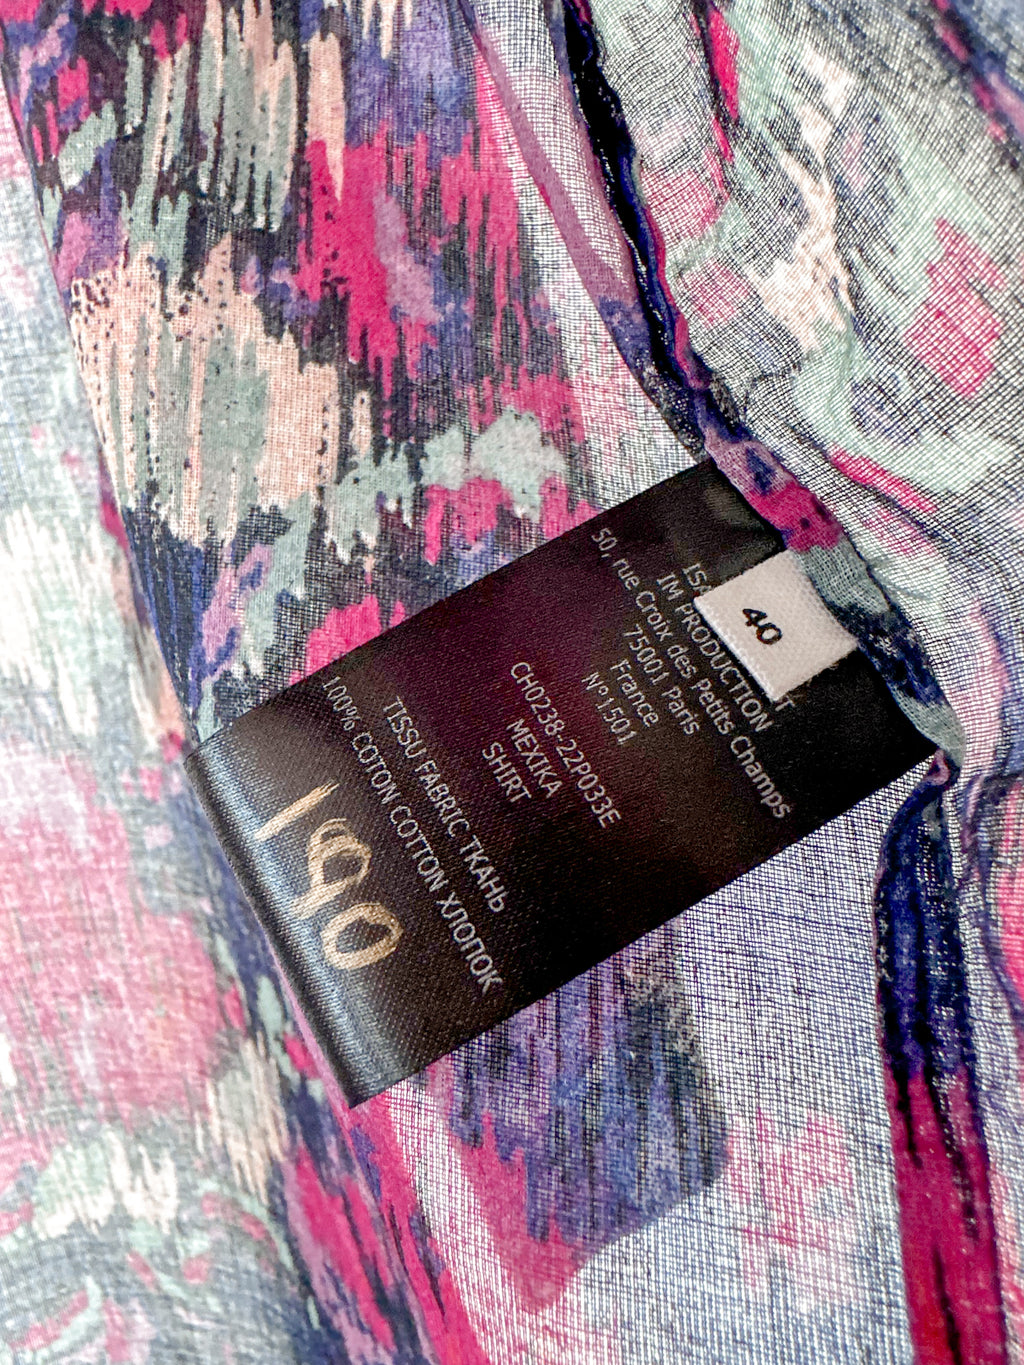 40
IS
IM PRODUCTION
50, rue Croix des Petits Champs
75001 Paris
France
N°1501
CH0238-22P033E
MEXIKA
SHIRT
TISSU FABRIC ТКАНЬ
100% COTON COTTON ХЛОПОК
190